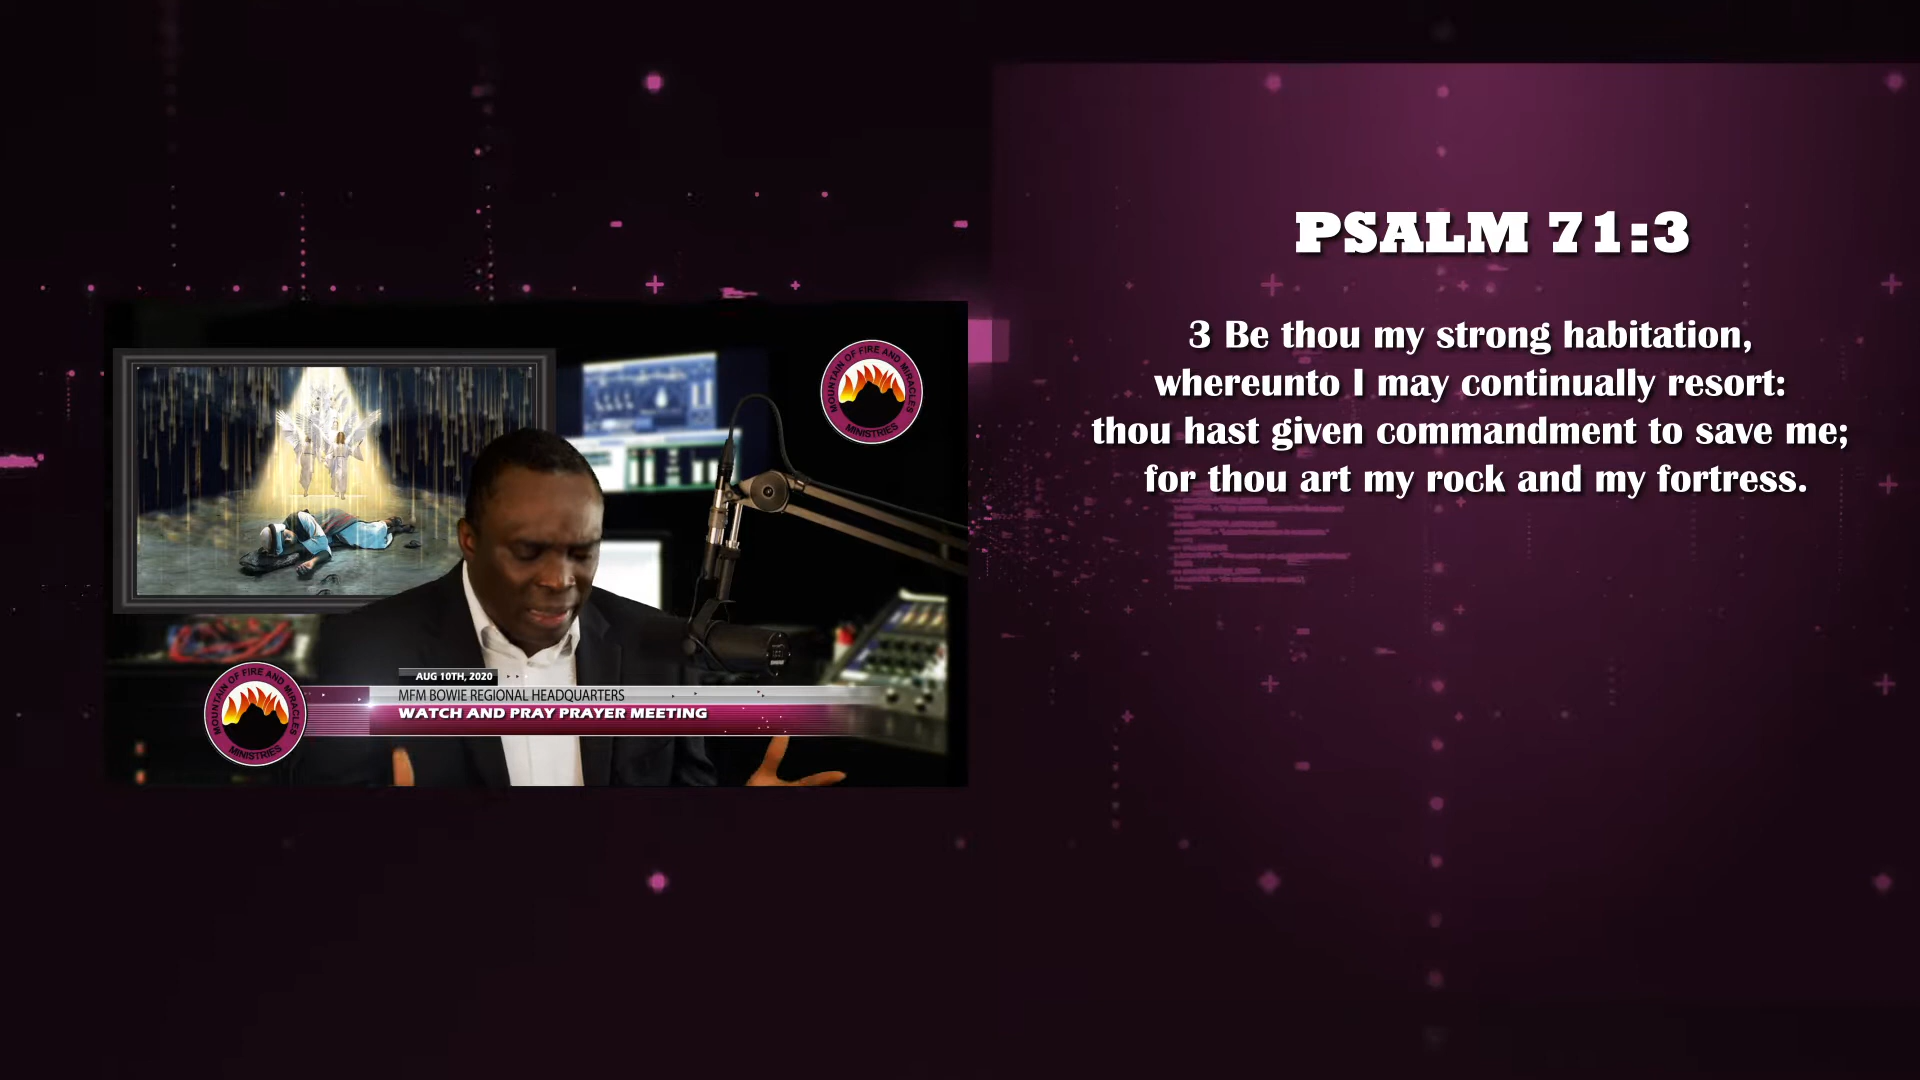 MOUNTAIN OF FIRE AND MIRACLES
MINISTRIES
MOUNTAIN OF FIRE AND MIRACLES
MINISTRIES
AUG 10TH, 2020
MFM BOWIE REGIONAL HEADQUARTERS
WATCH AND PRAY PRAYER MEETING
PSALM 71:3
3 Be thou my strong habitation,
whereunto I may continually resort:
thou hast given commandment to save me;
for thou art my rock and my fortress.